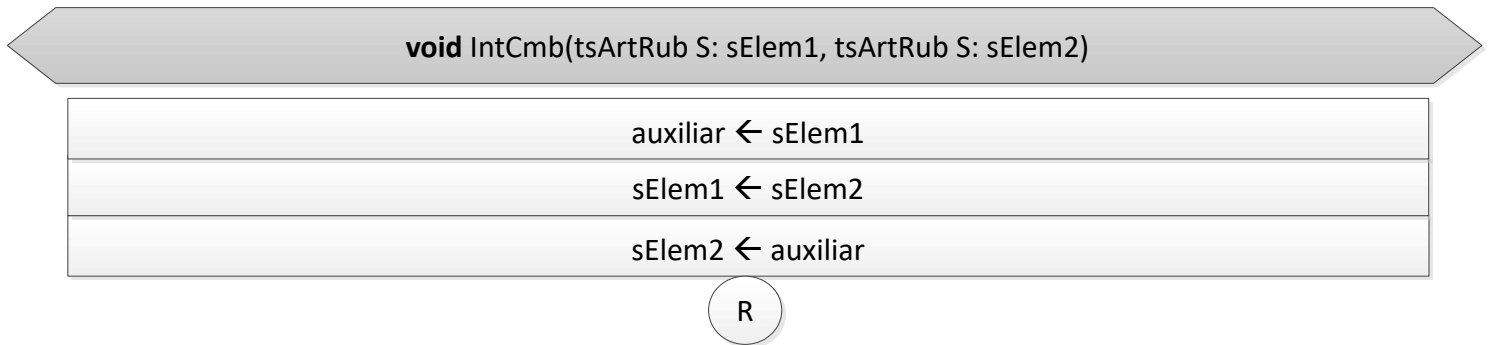 void IntCmb(tsArtRub S: sElem1, tsArtRub S: sElem2)
auxiliar ← sElem1
sElem1 ← sElem2
sElem2 ← auxiliar
R